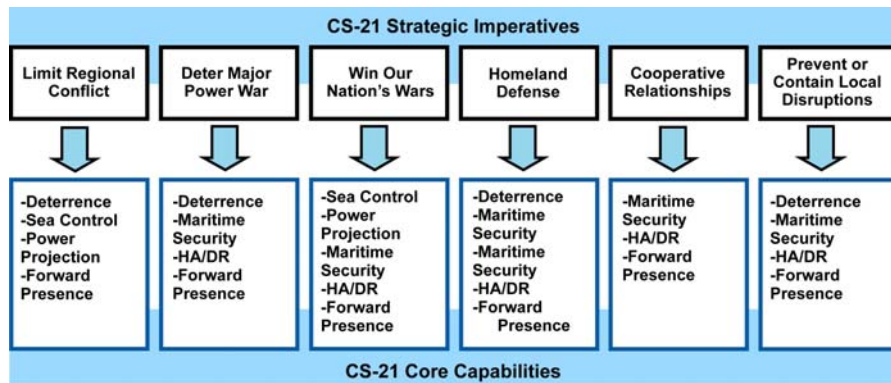 CS-21 Strategic Imperatives
Limit Regional
Conflict
Deter Major
Power War
Win Our
Nation's Wars
Homeland
Defense
Cooperative
Relationships
Prevent or
Contain Local
Disruptions
-Deterrence
-Sea Control
-Power
Projection
-Forward
Presence
-Deterrence
-Maritime
Security
-HA/DR
-Forward
Presence
-Sea Control
-Power
Projection
-Maritime
Security
-HA/DR
-Forward
Presence
-Deterrence
-Maritime
Security
-Maritime
Security
-HA/DR
-Forward
Presence
-Maritime
Security
-HA/DR
-Forward
Presence
-Deterrence
-Maritime
Security
-HA/DR
-Forward
Presence
CS-21 Core Capabilities